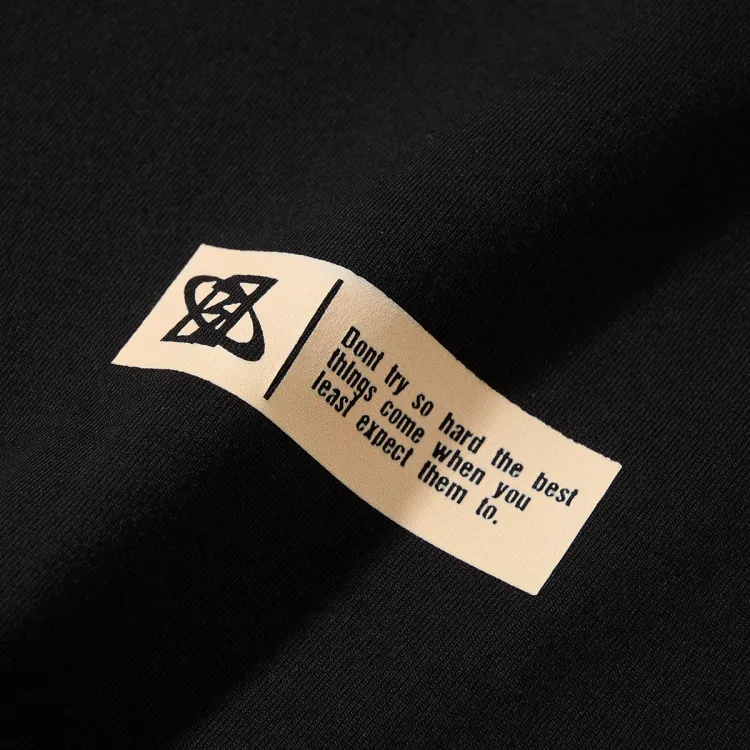 Dont try so hard the best
things come when you
least expect them to.